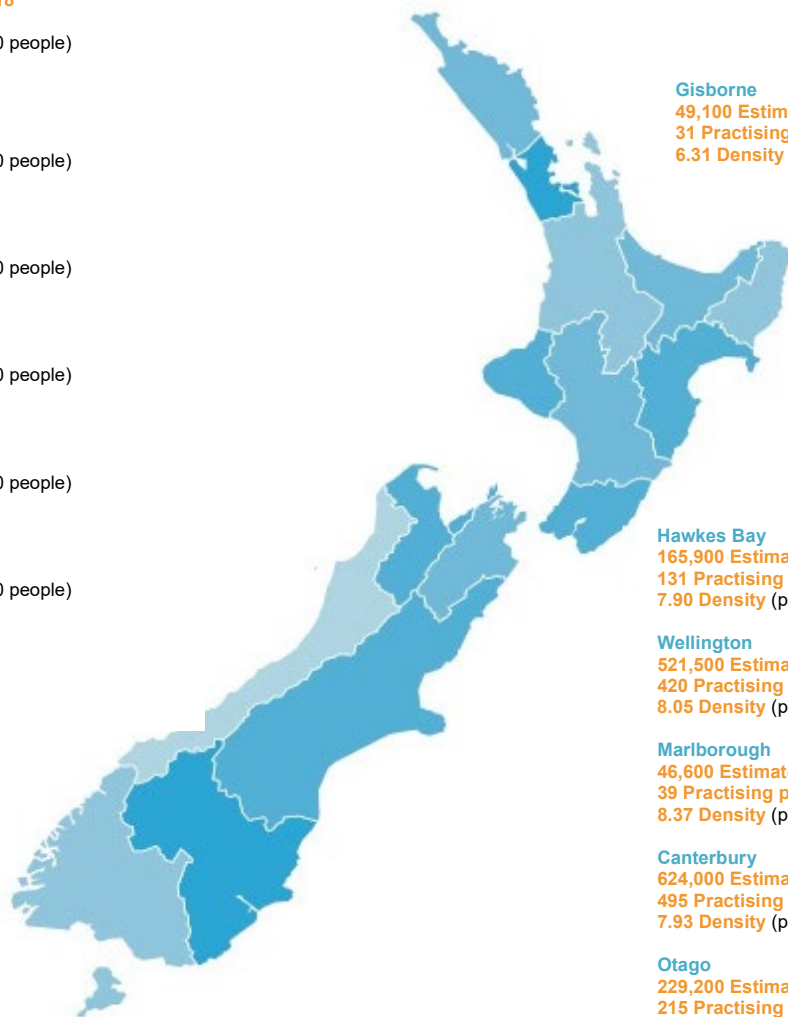 0 people)
0 people)
0 people)
0 people)
0 people)
0 people)
Gisborne
49,100 Estim
31 Practising
6.31 Density
Hawkes Bay
165,900 Estima
131 Practising
7.90 Density (p
Wellington
521,500 Estima
420 Practising
8.05 Density (p
Marlborough
46,600 Estimat
39 Practising p
8.37 Density (p
Canterbury
624,000 Estima
495 Practising
7.93 Density (p
Otago
229,200 Estima
215 Practising